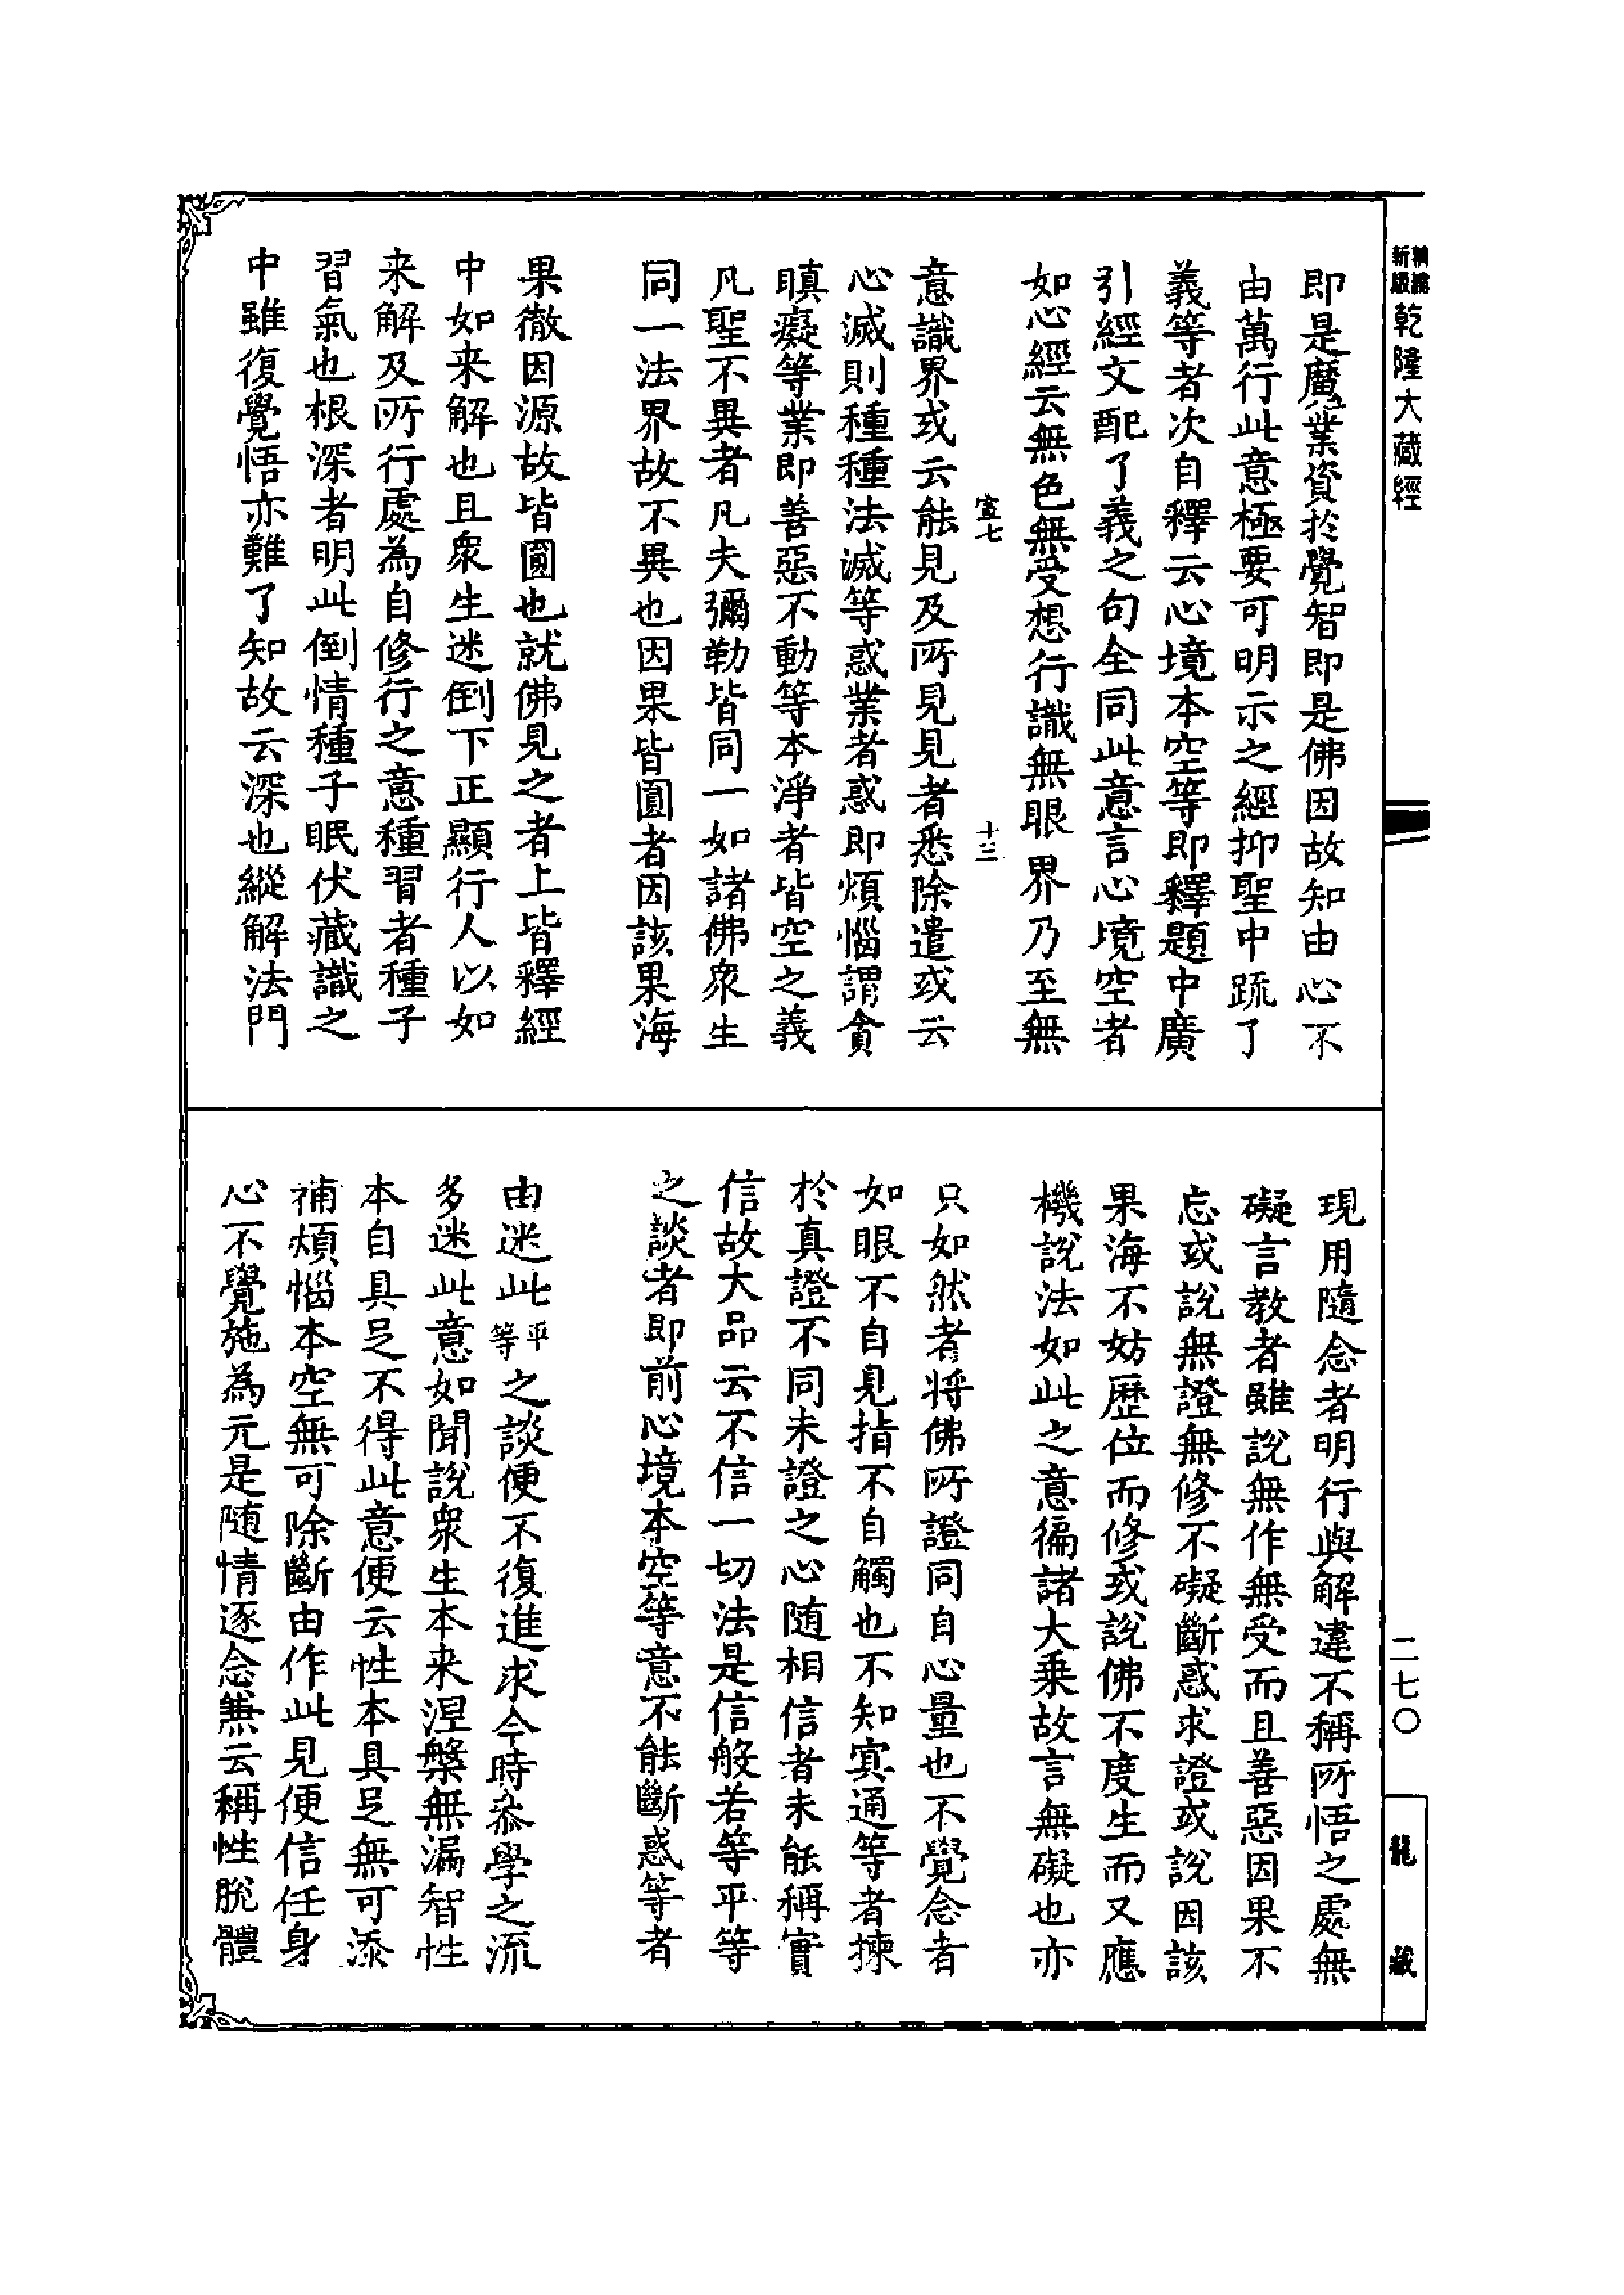 乾隆大藏經
即是魔業資於覺智即是佛因故知由心不
由萬行此意極要可明示之經抑聖中疏了
義等者次自釋云心境本空等即釋題中廣
引經文配了義之句全同此意言心境空者
如心經云無色無受想行識無眼界乃至無
宣七 十三
意識界或云能見及所見見者悉除遣或云
心滅則種種法滅等惑業者惑即煩惱謂貪
瞋癡等業即善惡不動等本淨者皆空之義
凡聖不異者凡夫彌勒皆同一如諸佛衆生
同一法界故不異也因果皆圓者因該果海
果徹因源故皆圓也就佛見之者上皆釋經
中如来解也且衆生迷倒下正顯行人以如
来解及所行處為自修行之意種習者種子
習氣也根深者明此倒情種子眠伏藏識之
中雖復覺悟亦難了知故云深也縱解法門
現用隨念者明行與解違不稱所悟之處無
礙言教者雖說無作無受而且善惡因果不
忘或說無證無修不礙斷惑求證或說因該
果海不妨歷位而修或說佛不度生而又應
機說法如此之意徧諸大乗故言無礙也亦
只如然者將佛所證同自心量也不覺念者
如眼不自見指不自觸也不知寘通等者揀
於真證不同未證之心随相信者未能稱實
信故大品云不信一切法是信般若等平等
之談者即前心境本空等意不能斷惑等者
由迷此平等之談便不復進求今時叅學之流
多迷此意如聞說衆生本来涅槃無漏智性
本自具足不得此意便云性本具足無可添
補煩惱本空無可除斷由作此見便信任身
心不覺施為元是随情逐念兼云稱性脫體
二七〇
龍藏